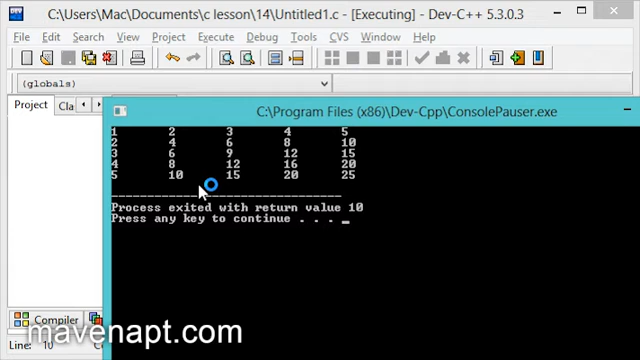 C:\Users\Mac\Documents\c lesson\14\Untitled1.c - [Executing] - Dev-C++ 5.3.0.3
File Edit Search View Project Execute Debug Tools CVS Window Help
(globals)
Project Cla
C:\Program Files (x86)\Dev-Cpp\ConsolePauser.exe
1 2 3 4 5
2 4 6 8 10
3 6 9 12 15
4 8 12 16 20
5 10 15 20 25
--------------------------------
Process exited with return value 10
Press any key to continue . . . _
Compiler
mavenapt.com
Line: 10